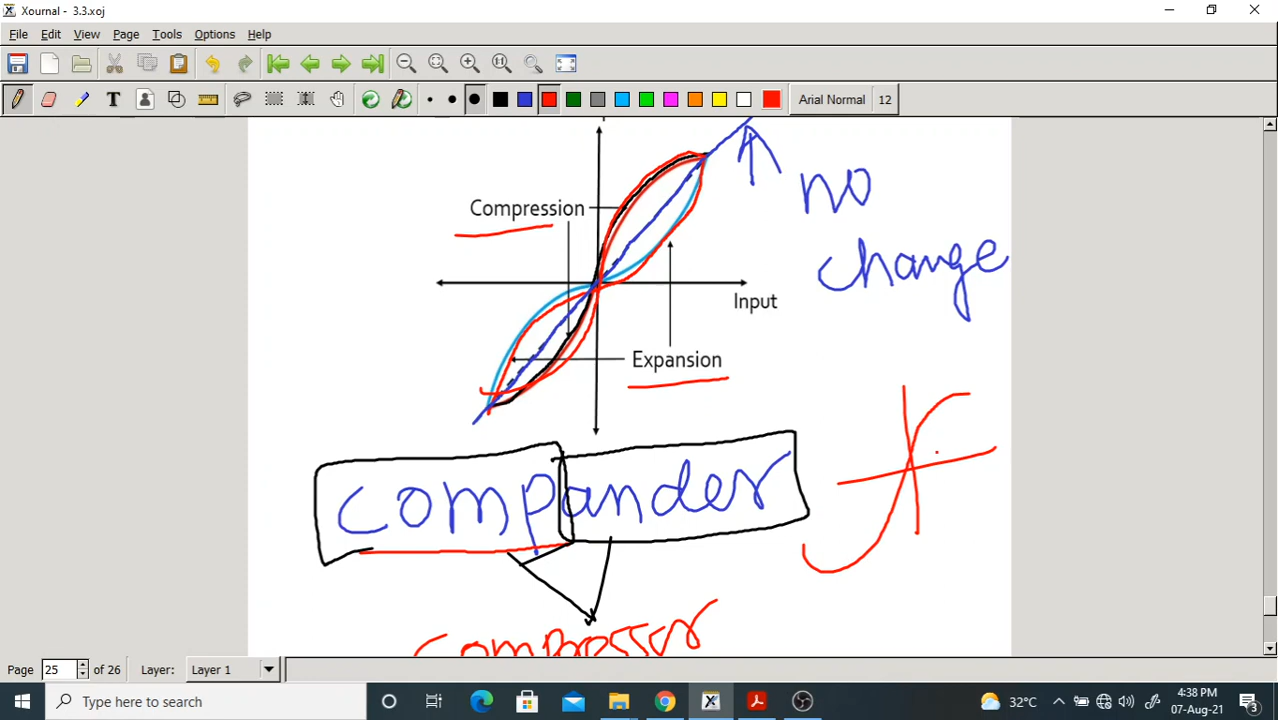 Xournal - 3.3.xoj
File Edit View Page Tools Options Help
Arial Normal 12
Compression
no
change
Input
Expansion
compander
compressor
Page 25 of 26 Layer: Layer 1
Type here to search
32°C
4:38 PM
07-Aug-21
3